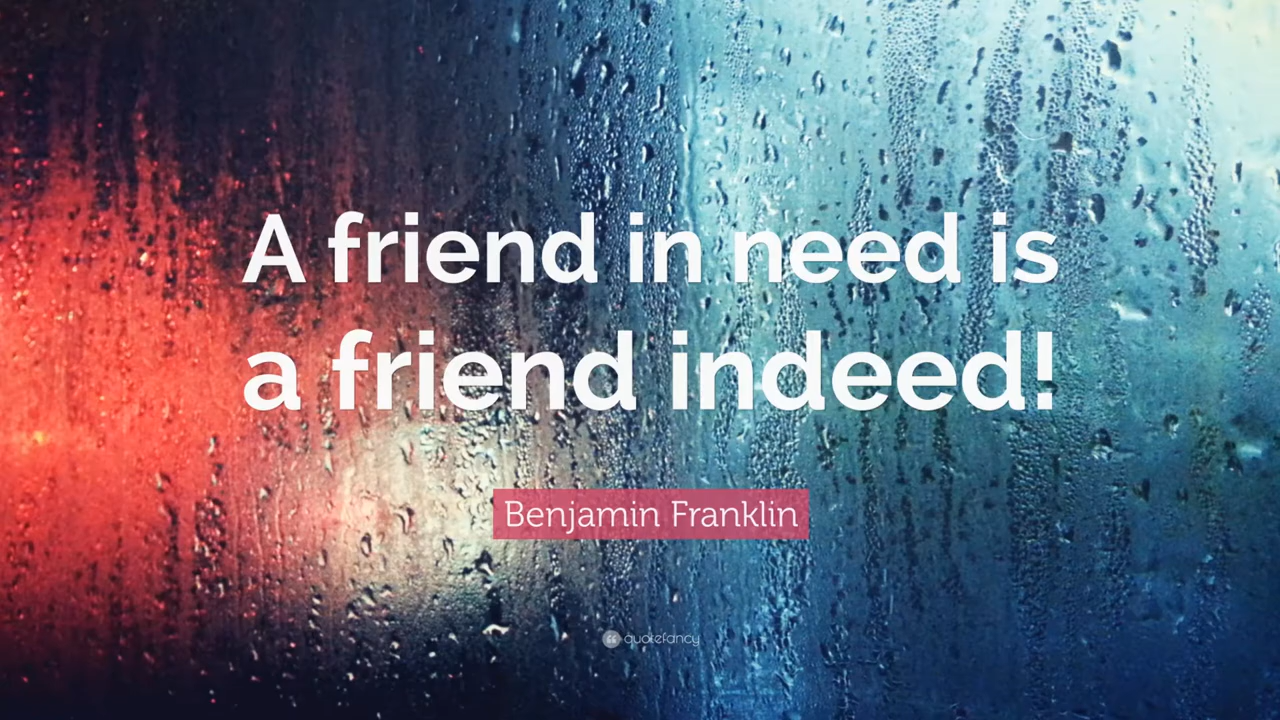 A friend in need is
a friend indeed!
Benjamin Franklin
quotefancy